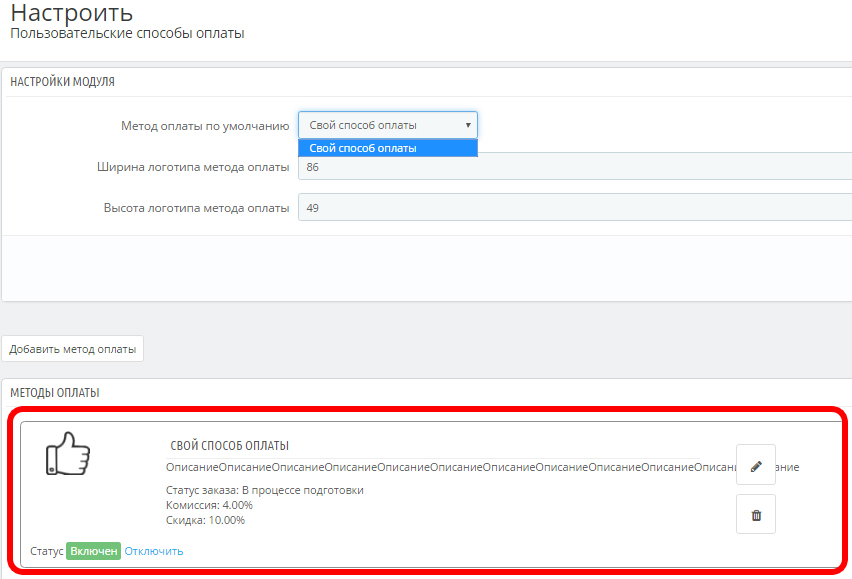 Настроить
Пользовательские способы оплаты
НАСТРОЙКИ МОДУЛЯ
Метод оплаты по умолчанию
Свой способ оплаты
Свой способ оплаты
Ширина логотипа метода оплаты
86
Высота логотипа метода оплаты
49
Добавить метод оплаты
МЕТОДЫ ОПЛАТЫ
СВОЙ СПОСОБ ОПЛАТЫ
ОписаниеОписаниеОписаниеОписаниеОписаниеОписаниеОписаниеОписаниеОписаниеОписаниеОписан ание
Статус заказа: В процессе подготовки
Комиссия: 4.00%
Скидка: 10.00%
Статус Включен Отключить